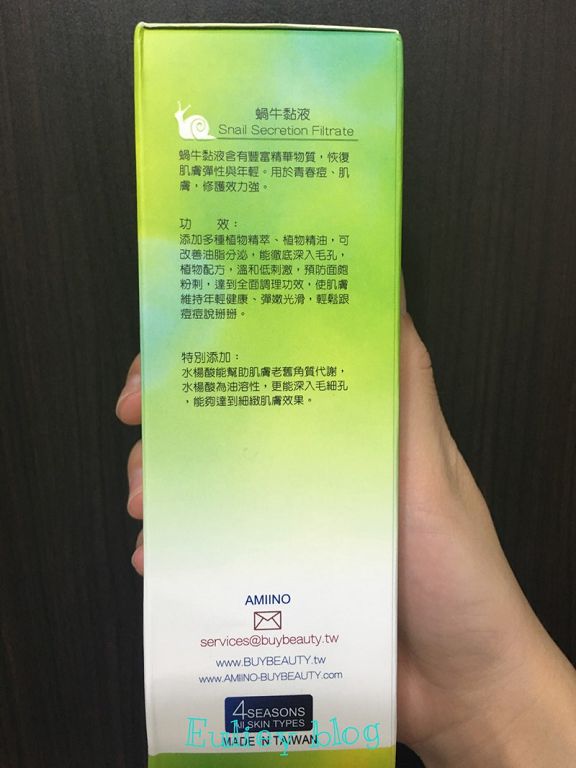 蝸牛黏液
Snail Secretion Filtrate
蝸牛黏液含有豐富精華物質，恢復
肌膚彈性與年輕。用於青春痘、肌
膚，修護效力強。
功 效：
添加多種植物精萃、植物精油，可
改善油脂分泌，能徹底深入毛孔，
植物配方，溫和低刺激，預防面皰
粉刺，達到全面調理功效，使肌膚
維持年輕健康、彈嫩光滑，輕鬆跟
痘痘說掰掰。
特別添加：
水楊酸能幫助肌膚老舊角質代謝，
水楊酸為油溶性，更能深入毛細孔
，能夠達到細緻肌膚效果。
AMIINO
services@buybeauty.tw
www.BUYBEAUTY.tw
www.AMIINO-BUYBEAUTY.com
4 SEASONS
All SKIN TYPES
MADE IN TAIWAN
blog